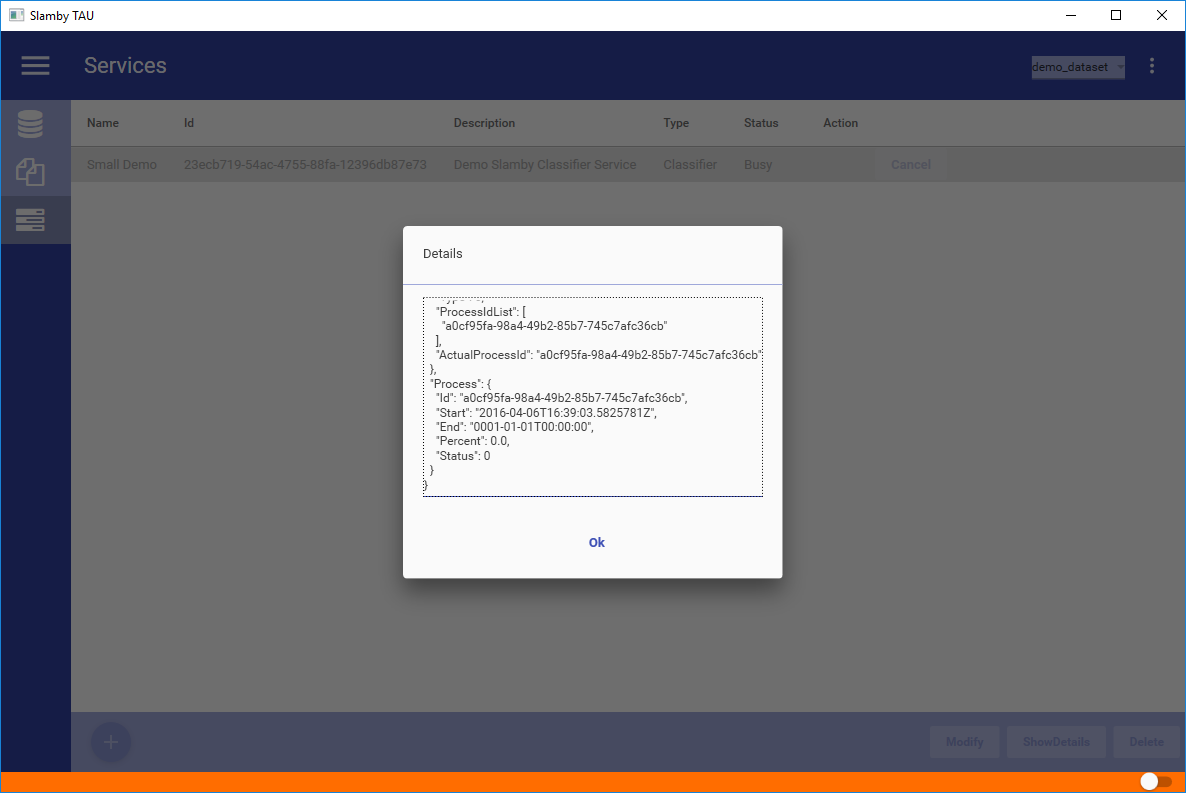 Slamby TAU
Services
demo_dataset
Name Id Description Type Status Action
Small Demo 23ecb719-54ac-4755-88fa-12396db87e73 Demo Slamby Classifier Service Classifier Busy Cancel
Details
"ProcessIdList": [
"a0cf95fa-98a4-49b2-85b7-745c7afc36cb"
],
"ActualProcessId": "a0cf95fa-98a4-49b2-85b7-745c7afc36cb"
},
"Process": {
"Id": "a0cf95fa-98a4-49b2-85b7-745c7afc36cb",
"Start": "2016-04-06T16:39:03.5825781Z",
"End": "0001-01-01T00:00:00",
"Percent": 0.0,
"Status": 0
}
}
Ok
Modify ShowDetails Delete